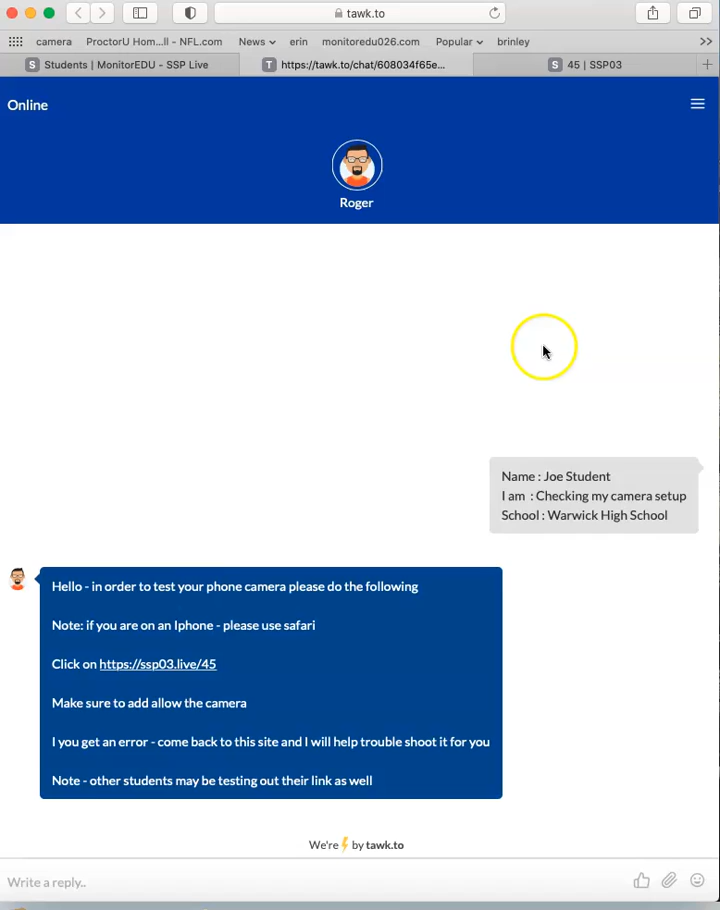 tawk.to
camera ProctorU Hom...ll - NFL.com News erin monitoredu026.com Popular brinley
S Students | MonitorEDU - SSP Live T https://tawk.to/chat/608034f65e... S 45 | SSP03
Online
Roger
Name : Joe Student
I am : Checking my camera setup
School : Warwick High School
Hello - in order to test your phone camera please do the following
Note: if you are on an Iphone - please use safari
Click on https://ssp03.live/45
Make sure to add allow the camera
I you get an error - come back to this site and I will help trouble shoot it for you
Note - other students may be testing out their link as well
We're by tawk.to
Write a reply..